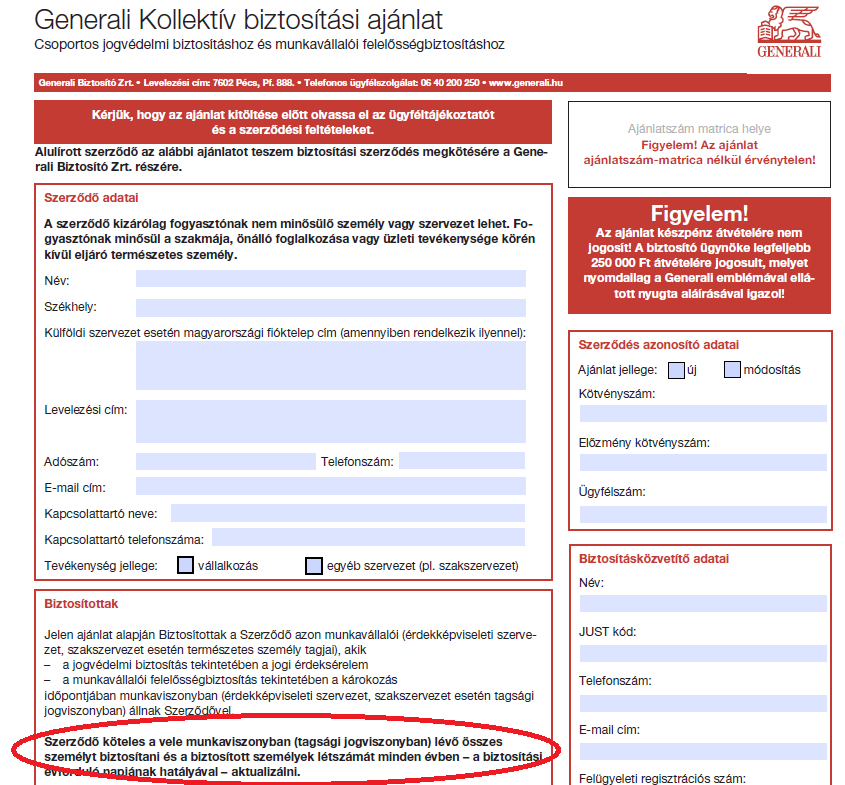 Generali Kollektív biztosítási ajánlat
Csoportos jogvédelmi biztosításhoz és munkavállalói felelősségbiztosításhoz
GENERALI
Generali Biztosító Zrt. • Levelezési cím: 7602 Pécs, Pf. 888. • Telefonos ügyfélszolgálat: 06 40 200 250 • www.generali.hu
Kérjük, hogy az ajánlat kitöltése előtt olvassa el az ügyféltájékoztatót
és a szerződési feltételeket.
Alulírott szerződő az alábbi ajánlatot teszem biztosítási szerződés megkötésére a Gene-
rali Biztosító Zrt. részére.
Szerződő adatai
A szerződő kizárólag fogyasztónak nem minősülő személy vagy szervezet lehet. Fo-
gyasztónak minősül a szakmája, önálló foglalkozása vagy üzleti tevékenysége körén
kívül eljáró természetes személy.
Név:
Székhely:
Külföldi szervezet esetén magyarországi fióktelep cím (amennyiben rendelkezik ilyennel):
Levelezési cím:
Adószám:
Telefonszám:
E-mail cím:
Kapcsolattartó neve:
Kapcsolattartó telefonszáma:
Tevékenység jellege:
vállalkozás
egyéb szervezet (pl. szakszervezet)
Biztosítottak
Jelen ajánlat alapján Biztosítottak a Szerződő azon munkavállalói (érdekképviseleti szerve-
zet, szakszervezet esetén természetes személy tagjai), akik
– a jogvédelmi biztosítás tekintetében a jogi érdeksérelem
– a munkavállalói felelősségbiztosítás tekintetében a károkozás
időpontjában munkaviszonyban (érdekképviseleti szervezet, szakszervezet esetén tagsági
jogviszonyban) állnak Szerződővel.
Szerződő köteles a vele munkaviszonyban (tagsági jogviszonyban) lévő összes
személyt biztosítani és a biztosított személyek létszámát minden évben – a biztosítási
évforduló napjának hatályával – aktualizálni.
Ajánlatszám matrica helye
Figyelem! Az ajánlat
ajánlatszám-matrica nélkül érvénytelen!
Figyelem!
Az ajánlat készpénz átvételére nem
jogosít! A biztosító ügynöke legfeljebb
250 000 Ft átvételére jogosult, melyet
nyomdailag a Generali emblémával ellá-
tott nyugta aláírásával igazol!
Szerződés azonosító adatai
Ajánlat jellege:
új
módosítás
Kötvényszám:
Előzmény kötvényszám:
Ügyfélszám:
Biztosításközvetítő adatai
Név:
JUST kód:
Telefonszám:
E-mail cím:
Felügyeleti regisztrációs szám: